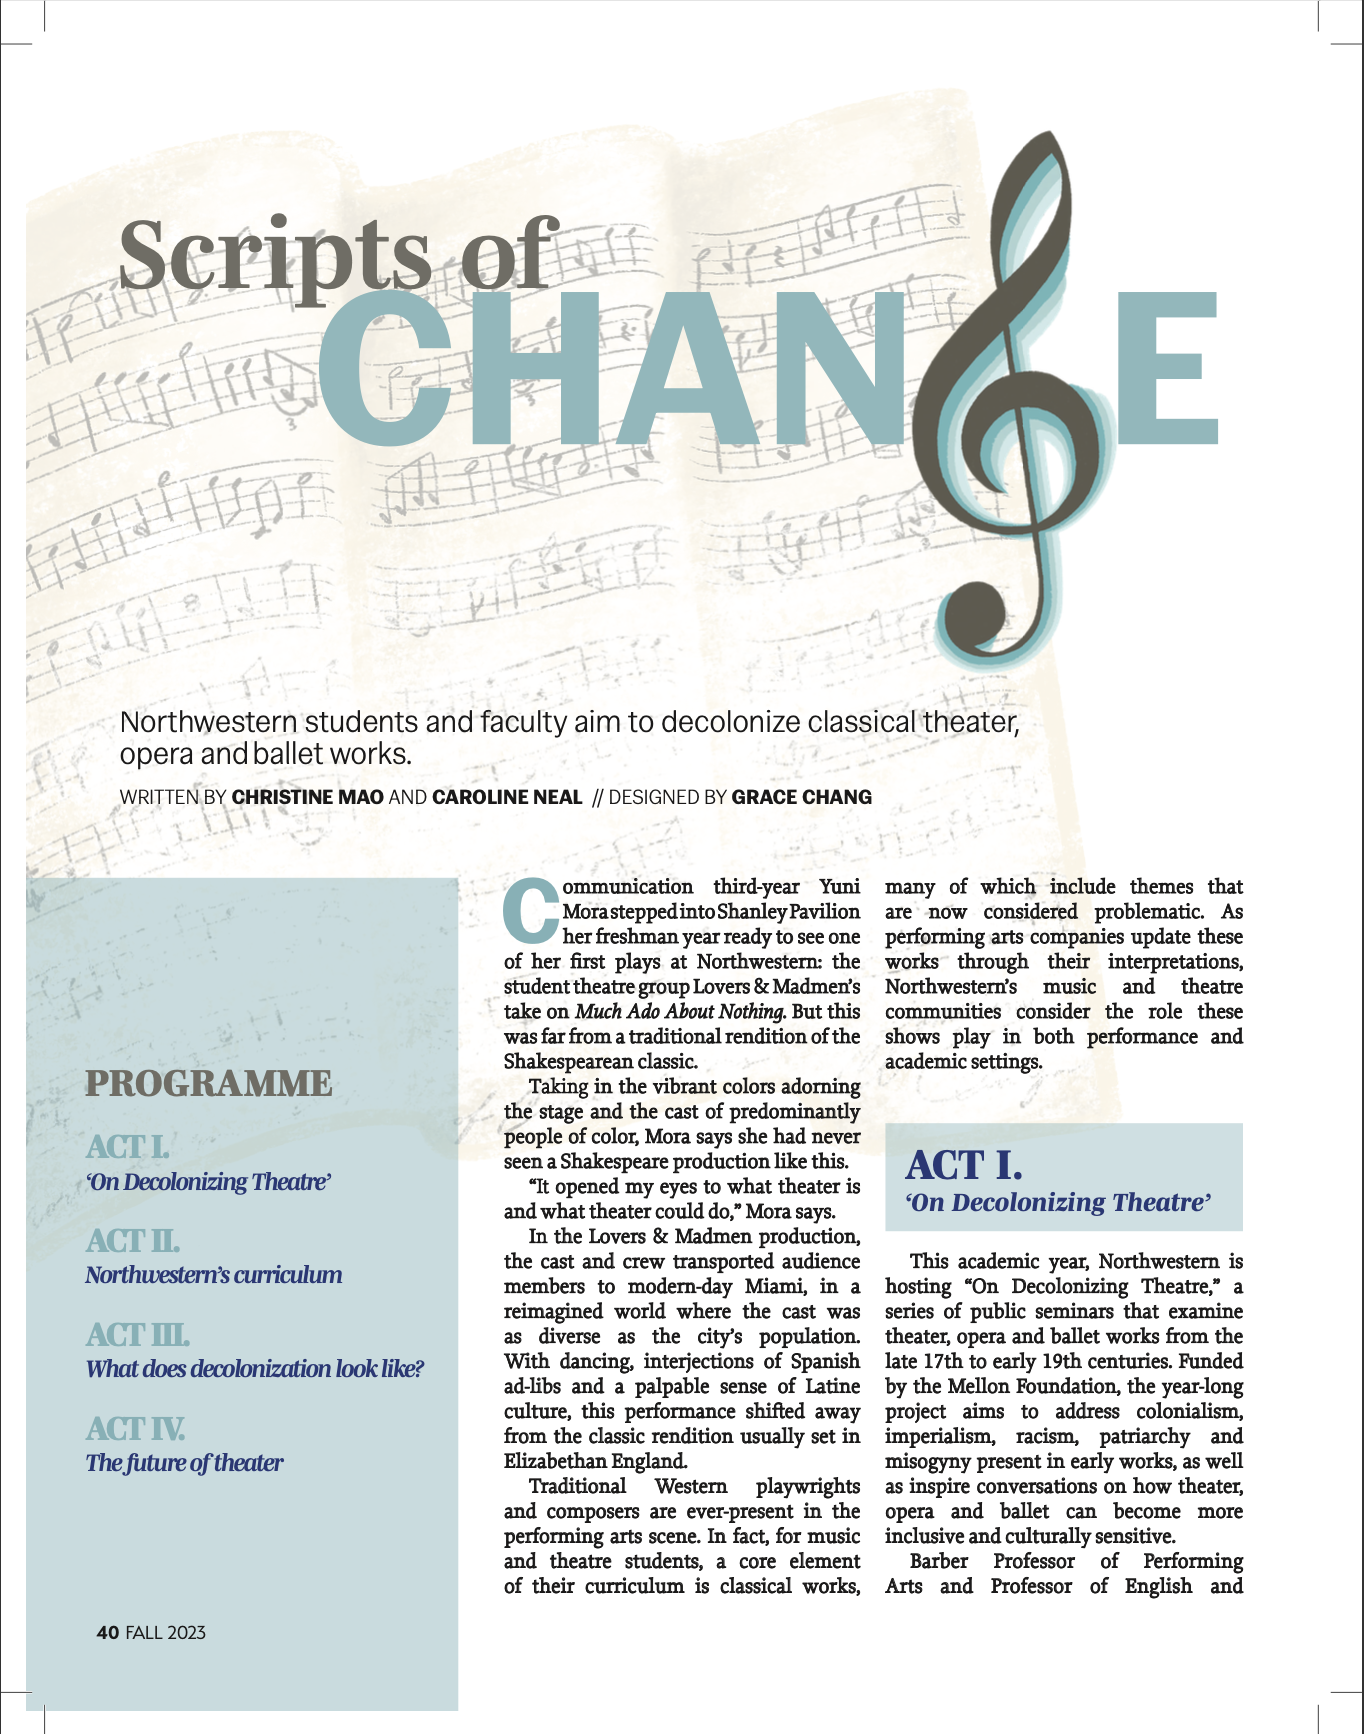 Scripts of
CHANGE
Northwestern students and faculty aim to decolonize classical theater,
opera and ballet works.
WRITTEN BY CHRISTINE MAO AND CAROLINE NEAL // DESIGNED BY GRACE CHANG
PROGRAMME
ACT I.
‘On Decolonizing Theatre’
ACT II.
Northwestern’s curriculum
ACT III.
What does decolonization look like?
ACT IV.
The future of theater
Communication third-year Yuni
Mora stepped into Shanley Pavilion
her freshman year ready to see one
of her first plays at Northwestern: the
student theatre group Lovers & Madmen’s
take on Much Ado About Nothing. But this
was far from a traditional rendition of the
Shakespearean classic.
Taking in the vibrant colors adorning
the stage and the cast of predominantly
people of color, Mora says she had never
seen a Shakespeare production like this.
“It opened my eyes to what theater is
and what theater could do,” Mora says.
In the Lovers & Madmen production,
the cast and crew transported audience
members to modern-day Miami, in a
reimagined world where the cast was
as diverse as the city’s population.
With dancing, interjections of Spanish
ad-libs and a palpable sense of Latine
culture, this performance shifted away
from the classic rendition usually set in
Elizabethan England.
Traditional Western playwrights
and composers are ever-present in the
performing arts scene. In fact, for music
and theatre students, a core element
of their curriculum is classical works,
many of which include themes that
are now considered problematic. As
performing arts companies update these
works through their interpretations,
Northwestern’s music and theatre
communities consider the role these
shows play in both performance and
academic settings.
ACT I.
‘On Decolonizing Theatre’
This academic year, Northwestern is
hosting “On Decolonizing Theatre,” a
series of public seminars that examine
theater, opera and ballet works from the
late 17th to early 19th centuries. Funded
by the Mellon Foundation, the year-long
project aims to address colonialism,
imperialism, racism, patriarchy and
misogyny present in early works, as well
as inspire conversations on how theater,
opera and ballet can become more
inclusive and culturally sensitive.
Barber Professor of Performing
Arts and Professor of English and
40 FALL 2023